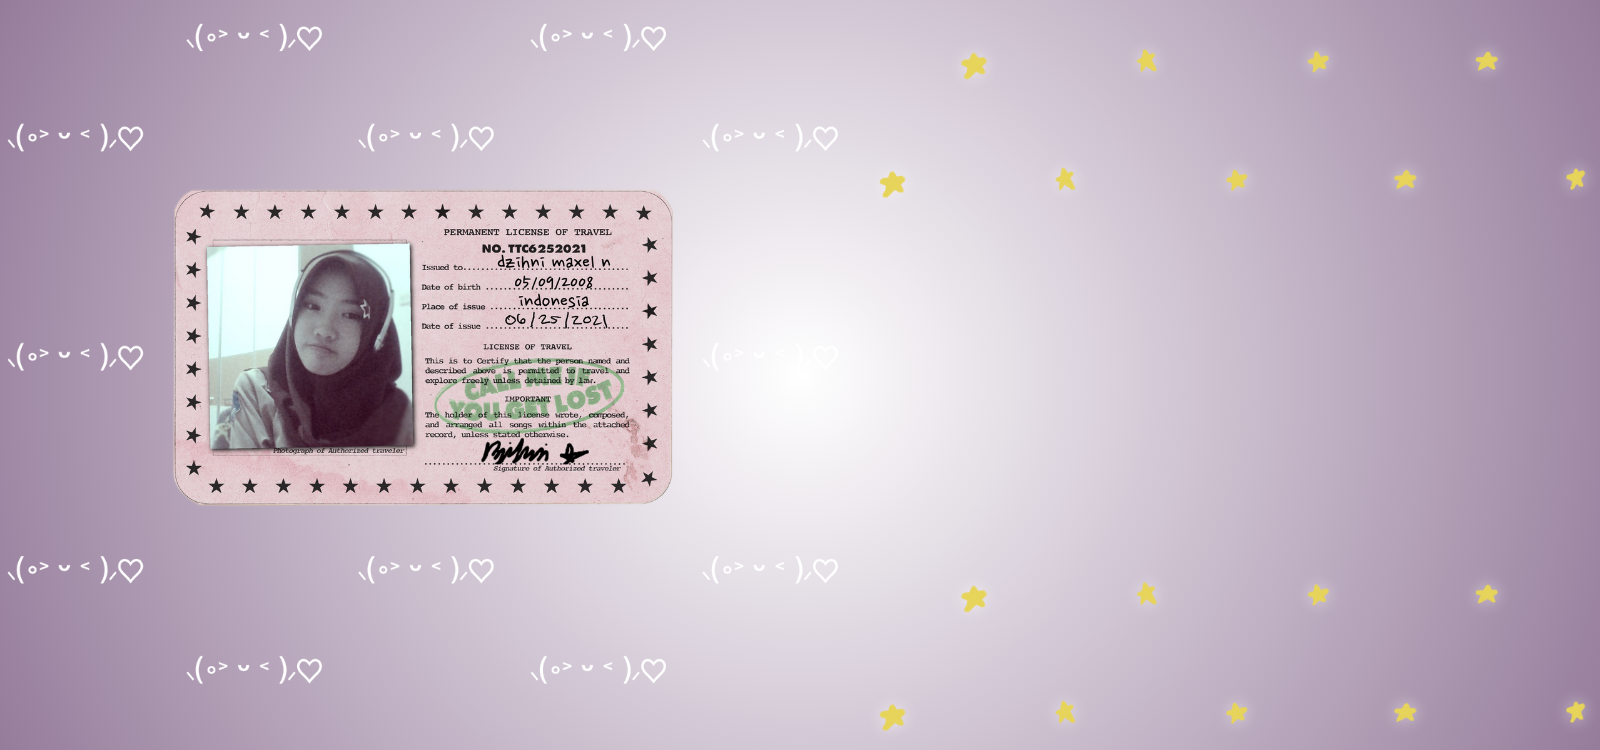 ⸜(｡˃ ᵕ ˂ )⸝♡ ⸜(｡˃ ᵕ ˂ )⸝♡
⸜(｡˃ ᵕ ˂ )⸝♡ ⸜(｡˃ ᵕ ˂ )⸝♡ ⸜(｡˃ ᵕ ˂ )⸝♡
PERMANENT LICENSE OF TRAVEL
NO. TTC6252021
Issued to dzihni maxel n
Date of birth 05/09/2008
Place of issue indonesia
Date of issue 06/25/2021
LICENSE OF TRAVEL
This is to Certify that the person named and
described above is permitted to travel and
explore freely unless detained by law.
CALL ME IF
YOU GET LOST
IMPORTANT
The holder of this license wrote, composed,
and arranged all songs within the attached
record, unless stated otherwise.
Photograph of Authorized traveler
Signature of Authorized traveler
⸜(｡˃ ᵕ ˂ )⸝♡ ⸜(｡˃ ᵕ ˂ )⸝♡
⸜(｡˃ ᵕ ˂ )⸝♡ ⸜(｡˃ ᵕ ˂ )⸝♡ ⸜(｡˃ ᵕ ˂ )⸝♡
⸜(｡˃ ᵕ ˂ )⸝♡ ⸜(｡˃ ᵕ ˂ )⸝♡